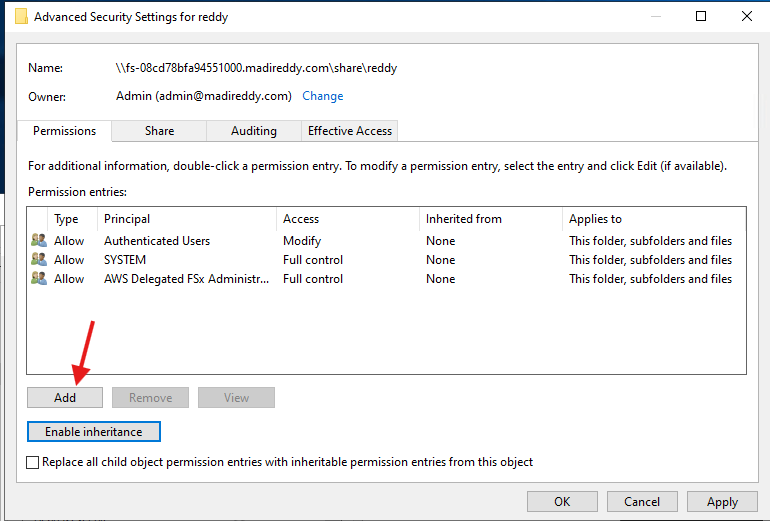 Advanced Security Settings for reddy
Name: \\fs-08cd78bfa94551000.madireddy.com\share\reddy
Owner: Admin (admin@madireddy.com) Change
Permissions Share Auditing Effective Access
For additional information, double-click a permission entry. To modify a permission entry, select the entry and click Edit (if available).
Permission entries:
Type Principal Access Inherited from Applies to
Allow Authenticated Users Modify None This folder, subfolders and files
Allow SYSTEM Full control None This folder, subfolders and files
Allow AWS Delegated FSx Administr... Full control None This folder, subfolders and files
Add Remove View
Enable inheritance
Replace all child object permission entries with inheritable permission entries from this object
OK Cancel Apply